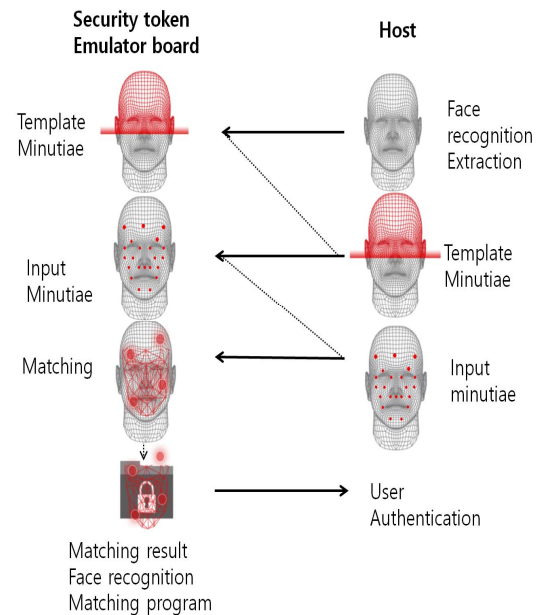 Security token
Emulator board
Host
Template
Minutiae
Face
recognition
Extraction
Input
Minutiae
Template
Minutiae
Matching
Input
minutiae
User
Authentication
Matching result
Face recognition
Matching program